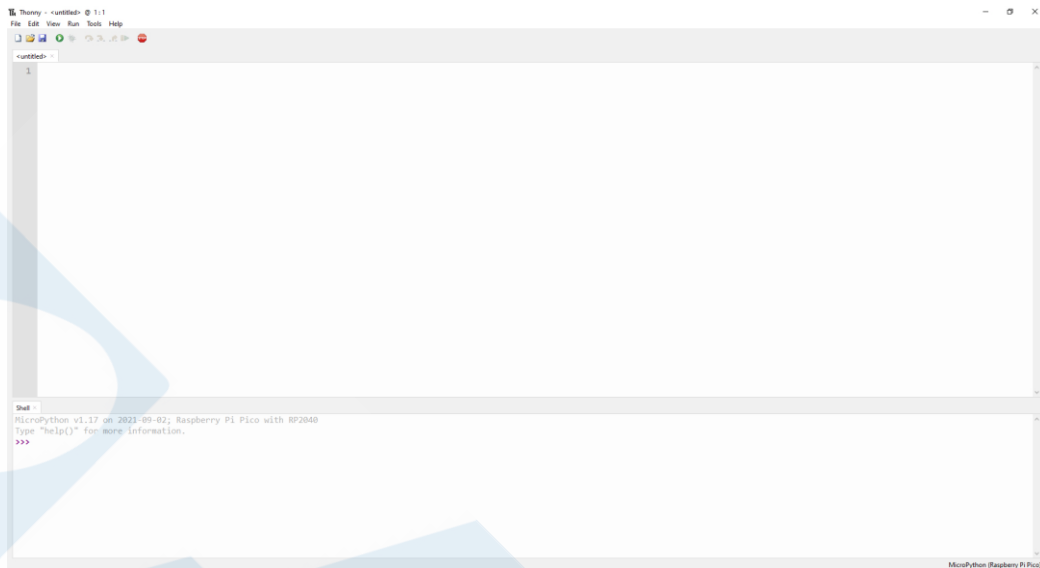 Thonny - <untitled> @ 1:1
File Edit View Run Tools Help
<untitled>
1
Shell
MicroPython v1.17 on 2021-09-02; Raspberry Pi Pico with RP2040
Type "help()" for more information.
>>>
MicroPython (Raspberry Pi Pico)